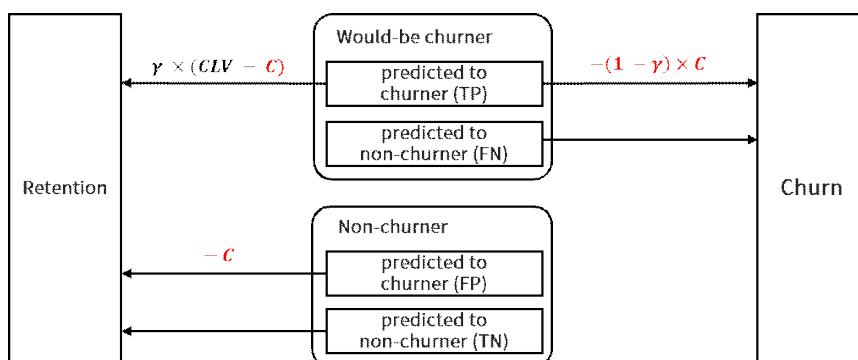 Would-be churner
γ × (CLV − C)
predicted to
churner (TP)
−(1 − γ) × C
predicted to
non-churner (FN)
Retention
Churn
Non-churner
− C
predicted to
churner (FP)
predicted to
non-churner (TN)